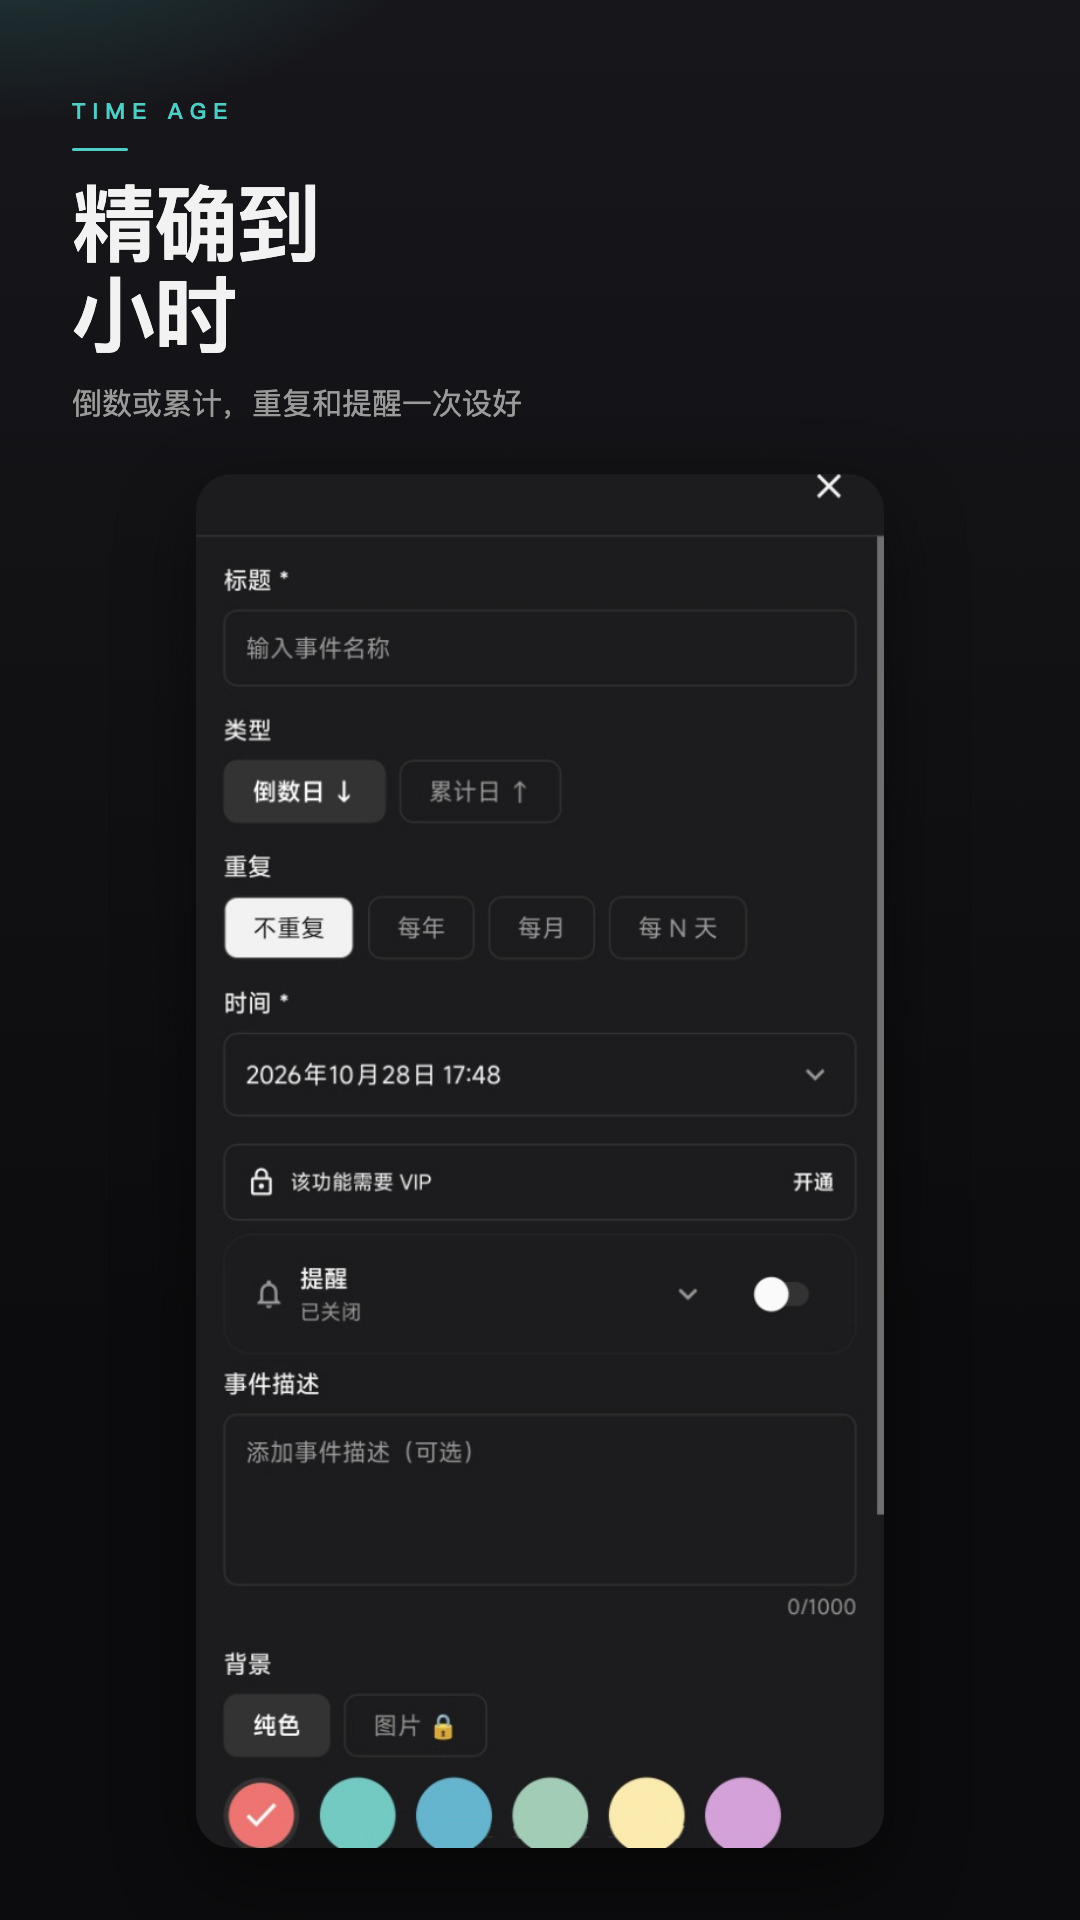 TIME AGE
精确到
小时
倒数或累计，重复和提醒一次设好
标题 *
输入事件名称
类型
倒数日 ↓ 累计日 ↑
重复
不重复 每年 每月 每 N 天
时间 *
2026年10月28日 17:48
该功能需要 VIP 开通
提醒
已关闭
事件描述
添加事件描述（可选）
0/1000
背景
纯色 图片 🔒